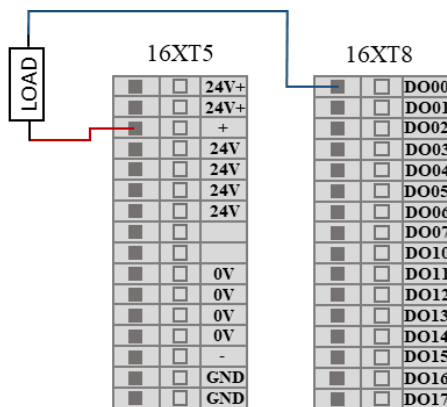 16XT5
16XT8
LOAD
24V+
24V+
+
24V
24V
24V
24V
0V
0V
0V
0V
-
GND
GND
DO00
DO01
DO02
DO03
DO04
DO05
DO06
DO07
DO10
DO11
DO12
DO13
DO14
DO15
DO16
DO17